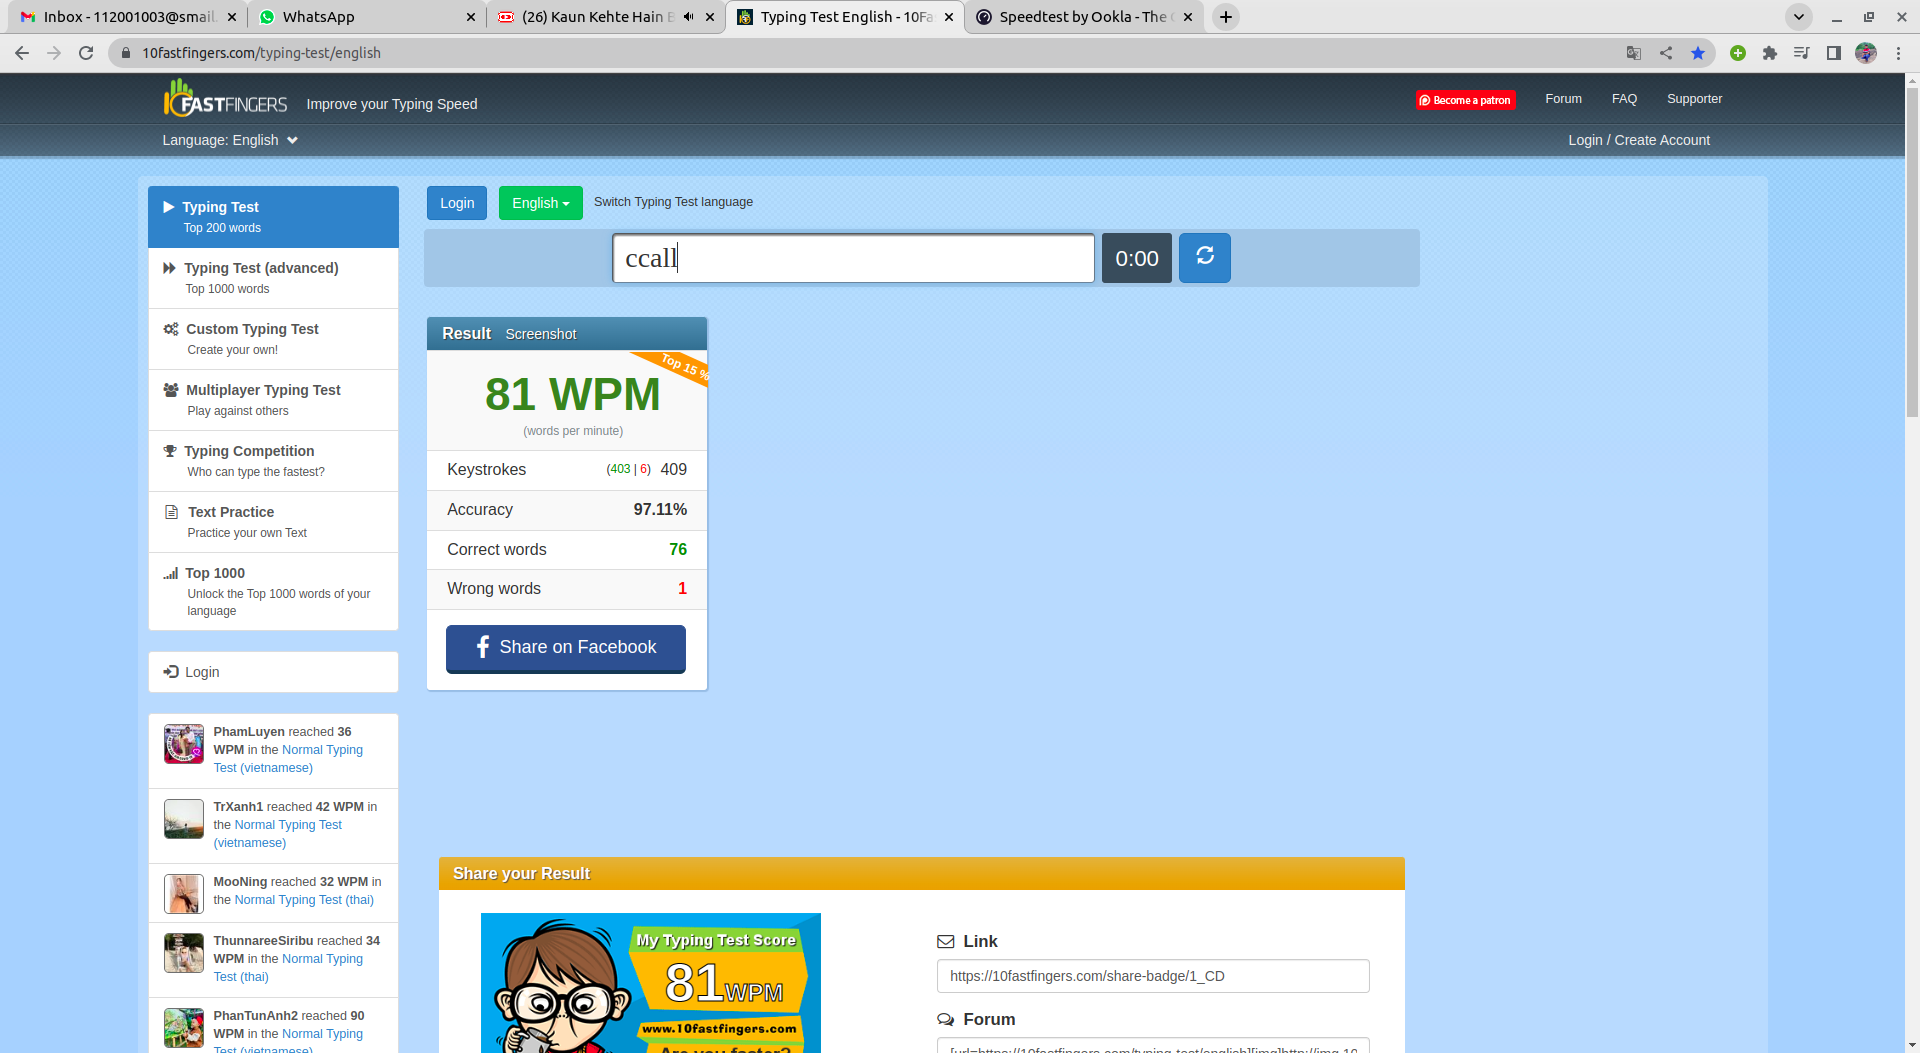 Inbox - 112001003@smail.
WhatsApp
(26) Kaun Kehte Hain B
Typing Test English - 10Fa
Speedtest by Ookla - The
10fastfingers.com/typing-test/english
10FASTFINGERS
Improve your Typing Speed
Become a patron
Forum
FAQ
Supporter
Language: English
Login / Create Account
Typing Test
Top 200 words
Typing Test (advanced)
Top 1000 words
Custom Typing Test
Create your own!
Multiplayer Typing Test
Play against others
Typing Competition
Who can type the fastest?
Text Practice
Practice your own Text
Top 1000
Unlock the Top 1000 words of your
language
Login
PhamLuyen reached 36
WPM in the Normal Typing
Test (vietnamese)
TrXanh1 reached 42 WPM in
the Normal Typing Test
(vietnamese)
MooNing reached 32 WPM in
the Normal Typing Test (thai)
ThunnareeSiribu reached 34
WPM in the Normal Typing
Test (thai)
PhanTunAnh2 reached 90
WPM in the Normal Typing
Test (vietnamese)
Login
English
Switch Typing Test language
ccall
0:00
Result Screenshot
Top 15 %
81 WPM
(words per minute)
Keystrokes (403 | 6) 409
Accuracy 97.11%
Correct words 76
Wrong words 1
Share on Facebook
Share your Result
My Typing Test Score
81 WPM
www.10fastfingers.com
Are you faster?
Link
https://10fastfingers.com/share-badge/1_CD
Forum
[url=https://10fastfingers.com/typing-test/english][img]http://img.10